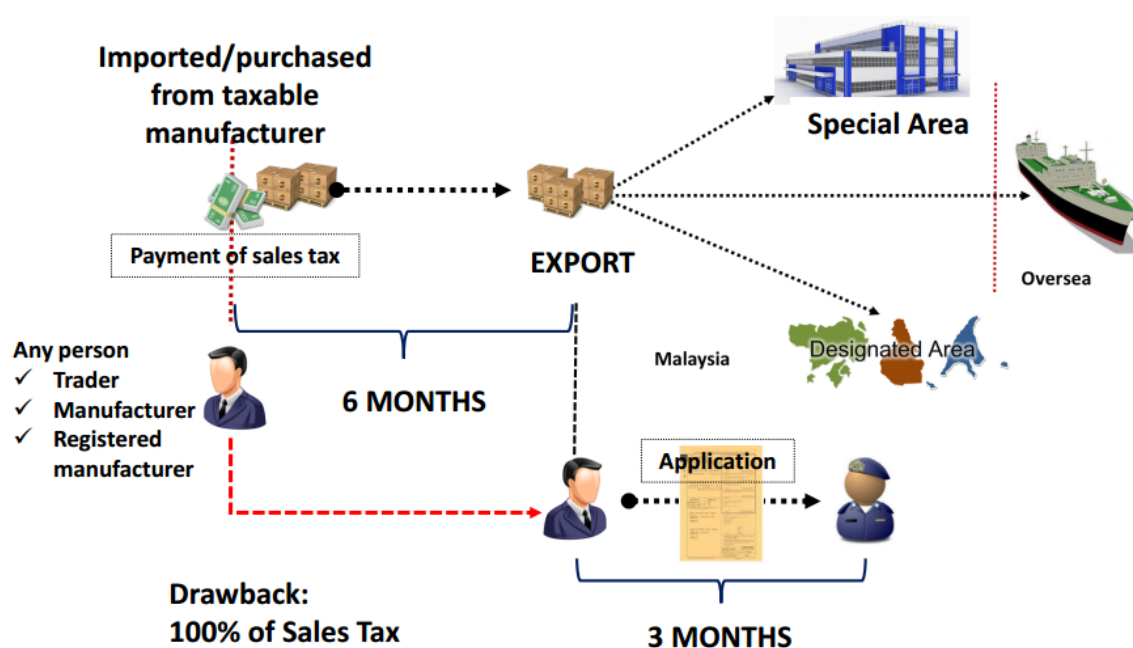 Imported/purchased
from taxable
manufacturer
Special Area
Payment of sales tax
EXPORT
Oversea
Any person
✓ Trader
✓ Manufacturer
✓ Registered
manufacturer
6 MONTHS
Malaysia
Designated Area
Application
Drawback:
100% of Sales Tax
3 MONTHS